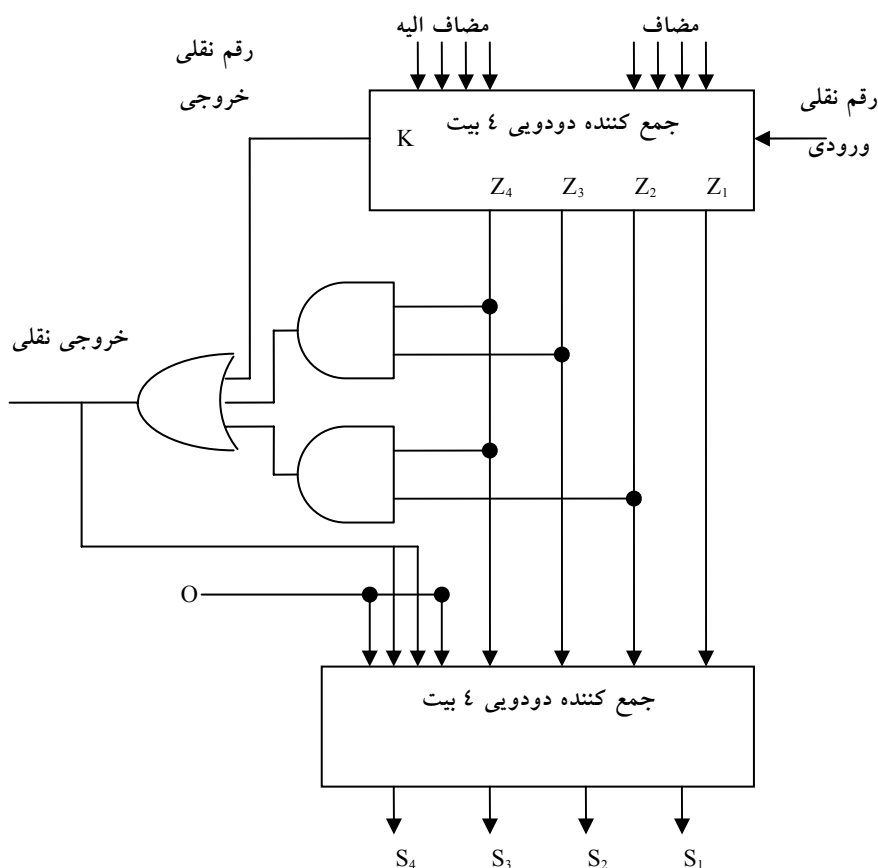 مضاف الیه
مضاف
رقم نقلی
خروجی
رقم نقلی
ورودی
جمع کننده دودویی ٤ بیت
K
Z4 Z3 Z2 Z1
خروجی نقلی
O
جمع کننده دودویی ٤ بیت
S4 S3 S2 S1